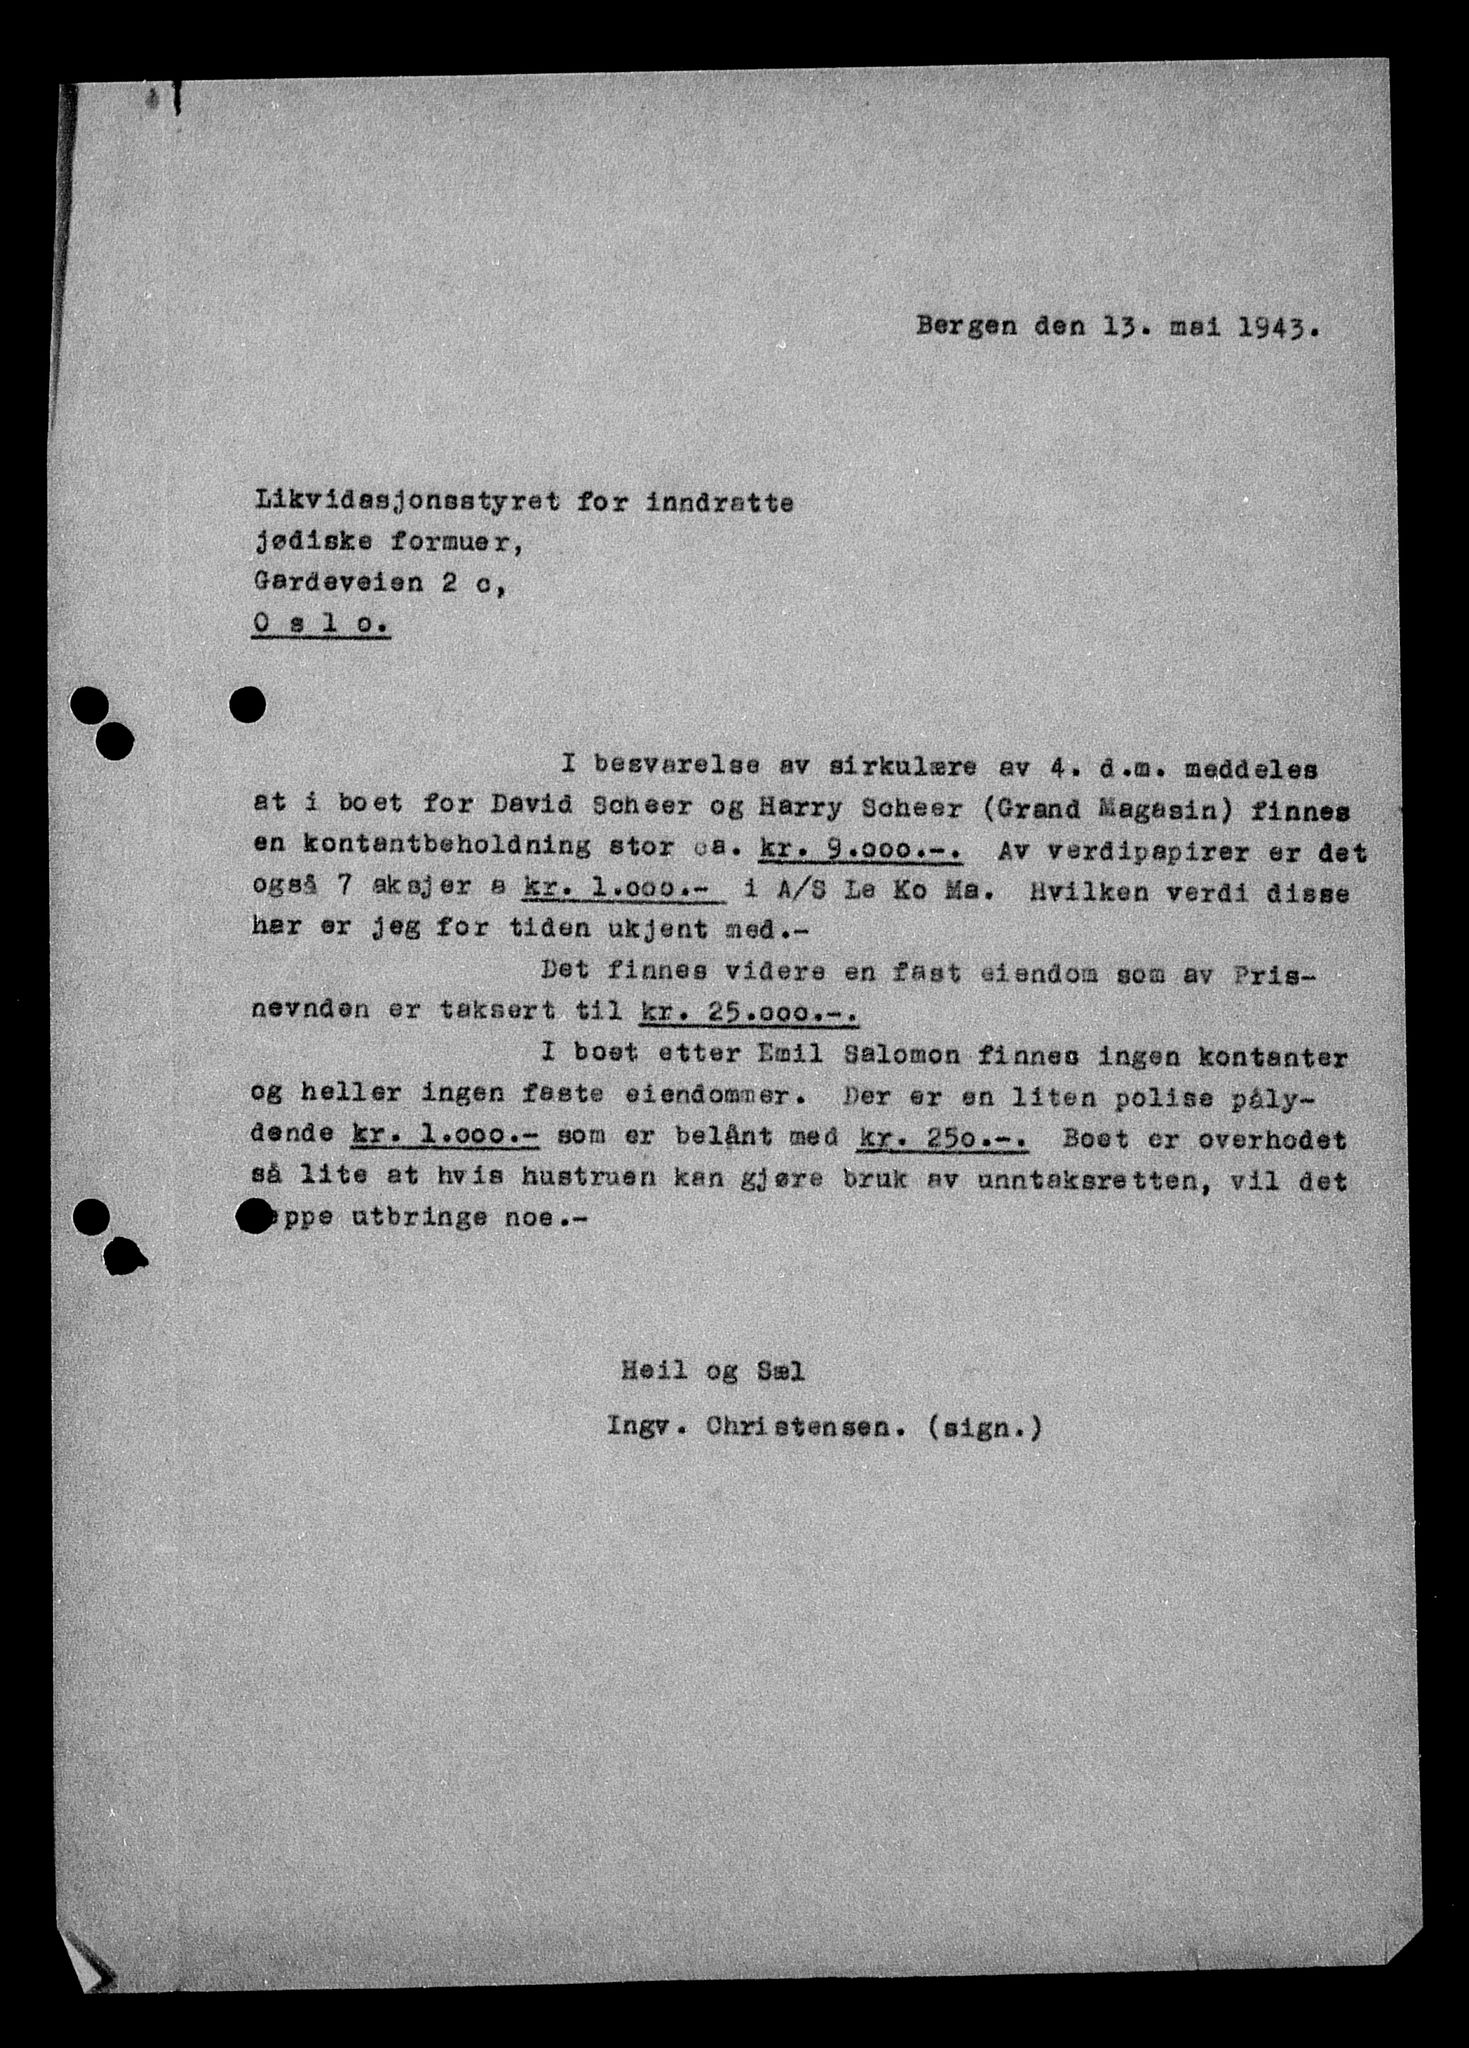 Bergen den 13. mai 1943.
Likvidasjonsstyret for inndratte
jødiske formuer,
Gardeveien 2 c,
O s l o.
I besvarelse av sirkulære av 4. d.m. meddeles
at i boet for David Scheer og Harry Scheer (Grand Magasin) finnes
en kontantbeholdning stor ca. kr. 9.000.-. Av verdipapirer er det
også 7 aksjer a kr. 1.000.- i A/S Le Ko Ma. Hvilken verdi disse
har er jeg for tiden ukjent med.-
Det finnes videre en fast eiendom som av Pris-
nevnden er taksert til kr. 25.000.-.
I boet etter Emil Salomon finnes ingen kontanter
og heller ingen faste eiendommer. Der er en liten polise påly-
dende kr. 1.000.- som er belånt med kr. 250.-. Boet er overhodet
så lite at hvis hustruen kan gjøre bruk av unntaksretten, vil det
utbringe noe.-
Heil og Sæl
Ingv. Christensen. (sign.)